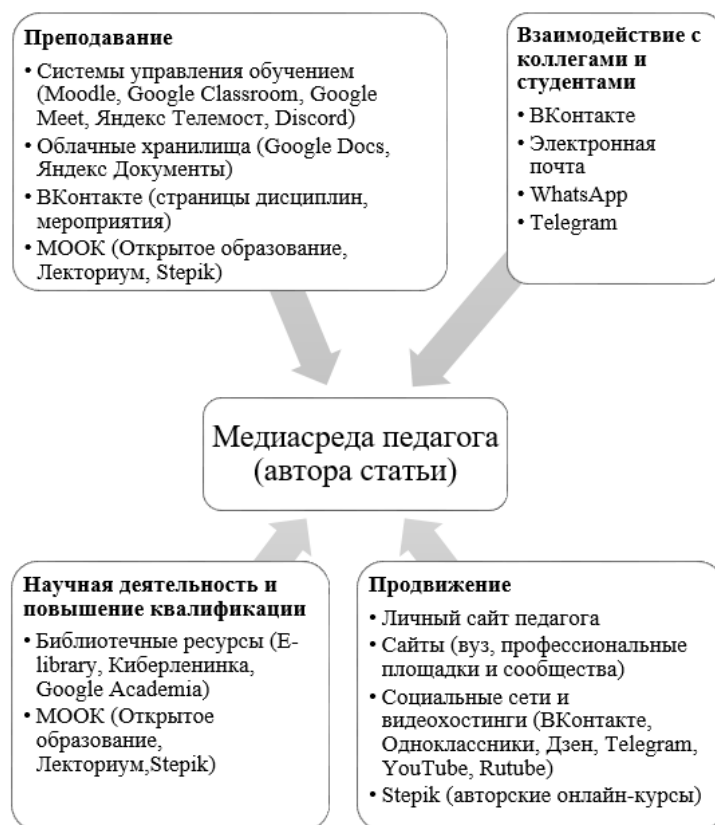 Преподавание
• Системы управления обучением
(Moodle, Google Classroom, Google
Meet, Яндекс Телемост, Discord)
• Облачные хранилища (Google Docs,
Яндекс Документы)
• ВКонтакте (страницы дисциплин,
мероприятия)
• МООК (Открытое образование,
Лекториум, Stepik)
Взаимодействие с
коллегами и
студентами
• ВКонтакте
• Электронная
почта
• WhatsApp
• Telegram
Медиасреда педагога
(автора статьи)
Научная деятельность и
повышение квалификации
• Библиотечные ресурсы (E-
library, Киберленинка,
Google Academia)
• МООК (Открытое
образование,
Лекториум,Stepik)
Продвижение
• Личный сайт педагога
• Сайты (вуз, профессиональные
площадки и сообщества)
• Социальные сети и
видеохостинги (ВКонтакте,
Одноклассники, Дзен, Telegram,
YouTube, Rutube)
• Stepik (авторские онлайн-курсы)